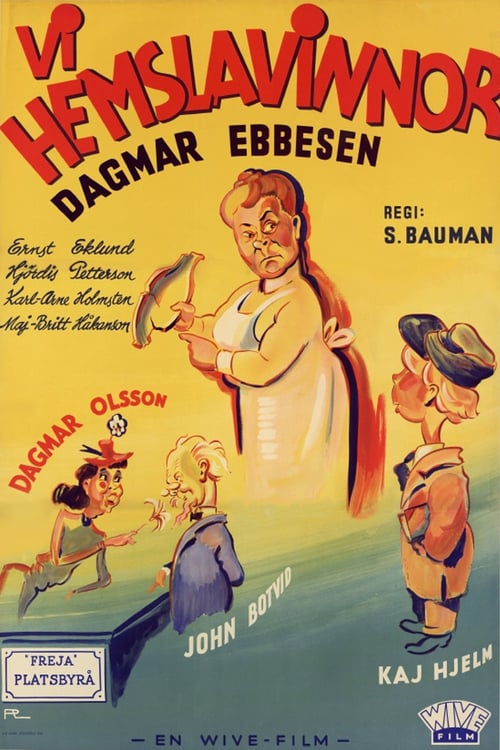 Vi
HEMSLAViNNOR
DAGMAR EBBESEN
REGI:
S. BAUMAN
Ernst Eklund
Hjördis Petterson
Karl-Arne Holmsten
Maj-Britt Håkanson
DAGMAR OLSSON
JOHN BOTVID
KAJ HJELM
"FREJA"
PLATSBYRÅ
WIVE
FILM
— EN WIVE-FILM —